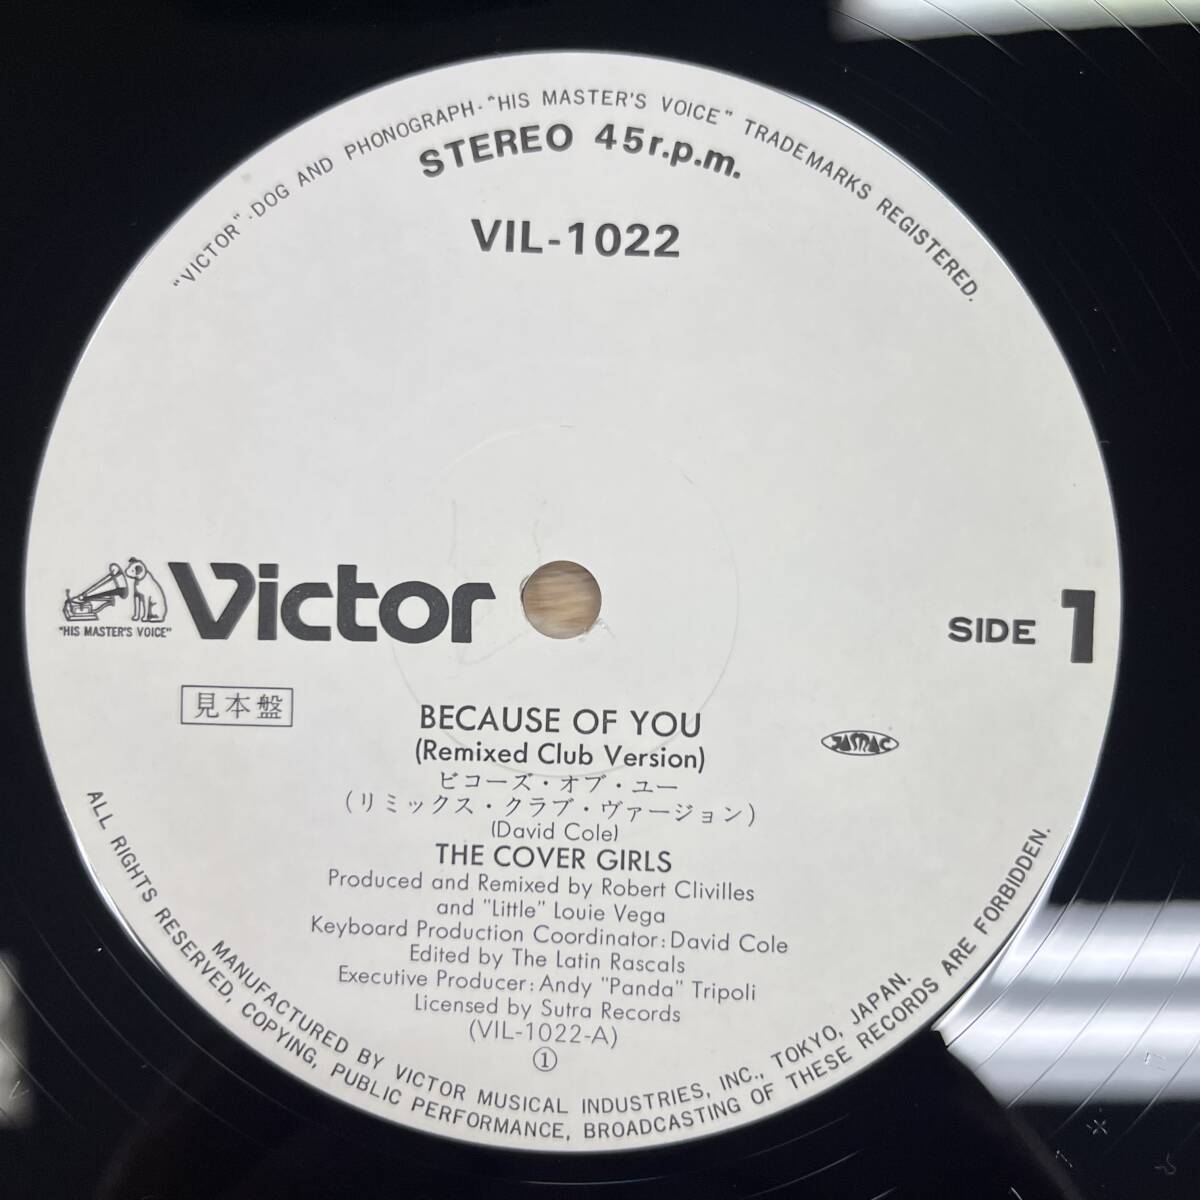 "VICTOR"-DOG AND PHONOGRAPH-"HIS MASTER'S VOICE" TRADEMARKS REGISTERED.
STEREO 45r.p.m.
VIL-1022
"HIS MASTER'S VOICE"
Victor
SIDE 1
見本盤
JASRAC
BECAUSE OF YOU
(Remixed Club Version)
ビコーズ・オブ・ユー
(リミックス・クラブ・ヴァージョン)
(David Cole)
THE COVER GIRLS
Produced and Remixed by Robert Clivilles
and "Little" Louie Vega
Keyboard Production Coordinator: David Cole
Edited by The Latin Rascals
Executive Producer: Andy "Panda" Tripoli
Licensed by Sutra Records
(VIL-1022-A)
①
MANUFACTURED BY VICTOR MUSICAL INDUSTRIES, INC., TOKYO, JAPAN.
ALL RIGHTS RESERVED, COPYING, PUBLIC PERFORMANCE, BROADCASTING OF THESE RECORDS ARE FORBIDDEN.